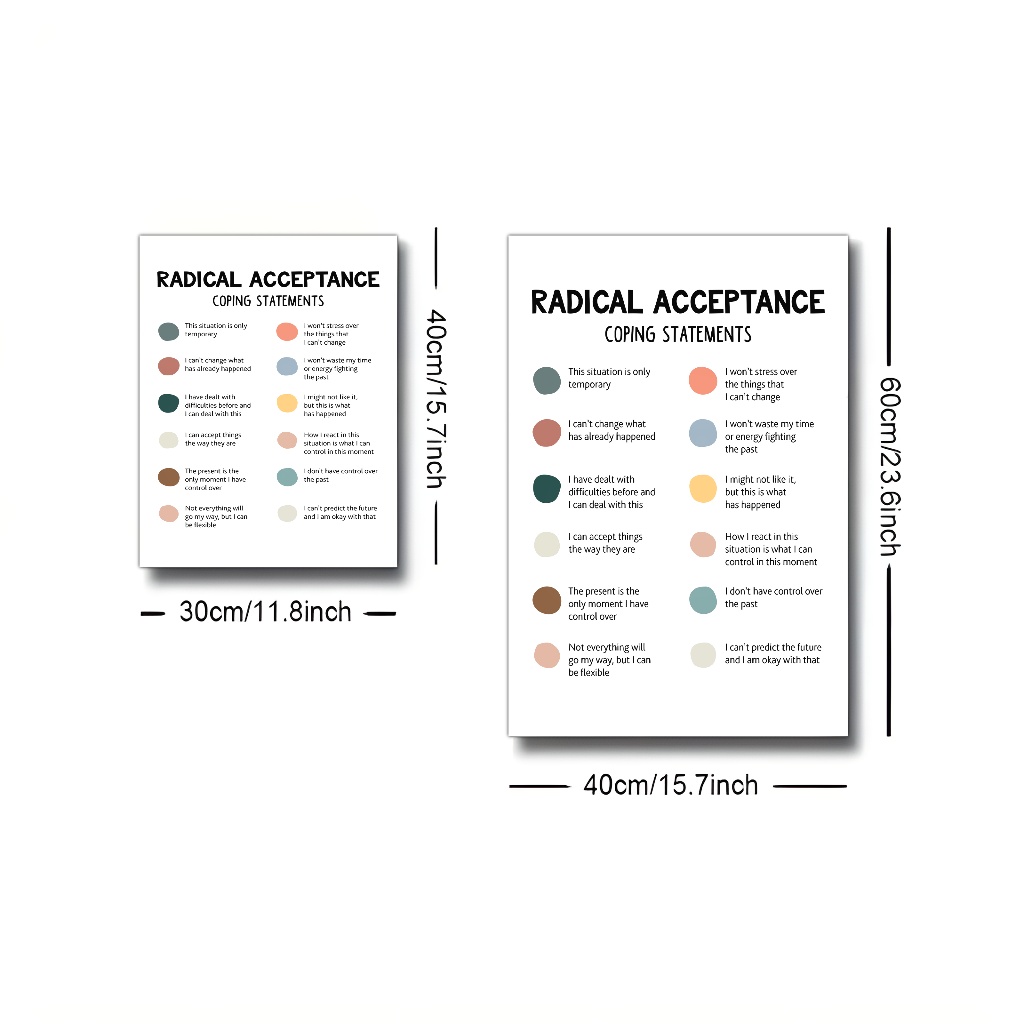 RADICAL ACCEPTANCE
COPING STATEMENTS
This situation is only
temporary
I can't change what
has already happened
I have dealt with
difficulties before and
I can deal with this
I can accept things
the way they are
The present is the
only moment I have
control over
Not everything will
go my way, but I can
be flexible
I won't stress over
the things that
I can't change
I won't waste my time
or energy fighting
the past
I might not like it,
but this is what
has happened
How I react in this
situation is what I can
control in this moment
I don't have control over
the past
I can't predict the future
and I am okay with that
40cm/15.7inch
30cm/11.8inch
RADICAL ACCEPTANCE
COPING STATEMENTS
This situation is only
temporary
I can't change what
has already happened
I have dealt with
difficulties before and
I can deal with this
I can accept things
the way they are
The present is the
only moment I have
control over
Not everything will
go my way, but I can
be flexible
I won't stress over
the things that
I can't change
I won't waste my time
or energy fighting
the past
I might not like it,
but this is what
has happened
How I react in this
situation is what I can
control in this moment
I don't have control over
the past
I can't predict the future
and I am okay with that
60cm/23.6inch
40cm/15.7inch